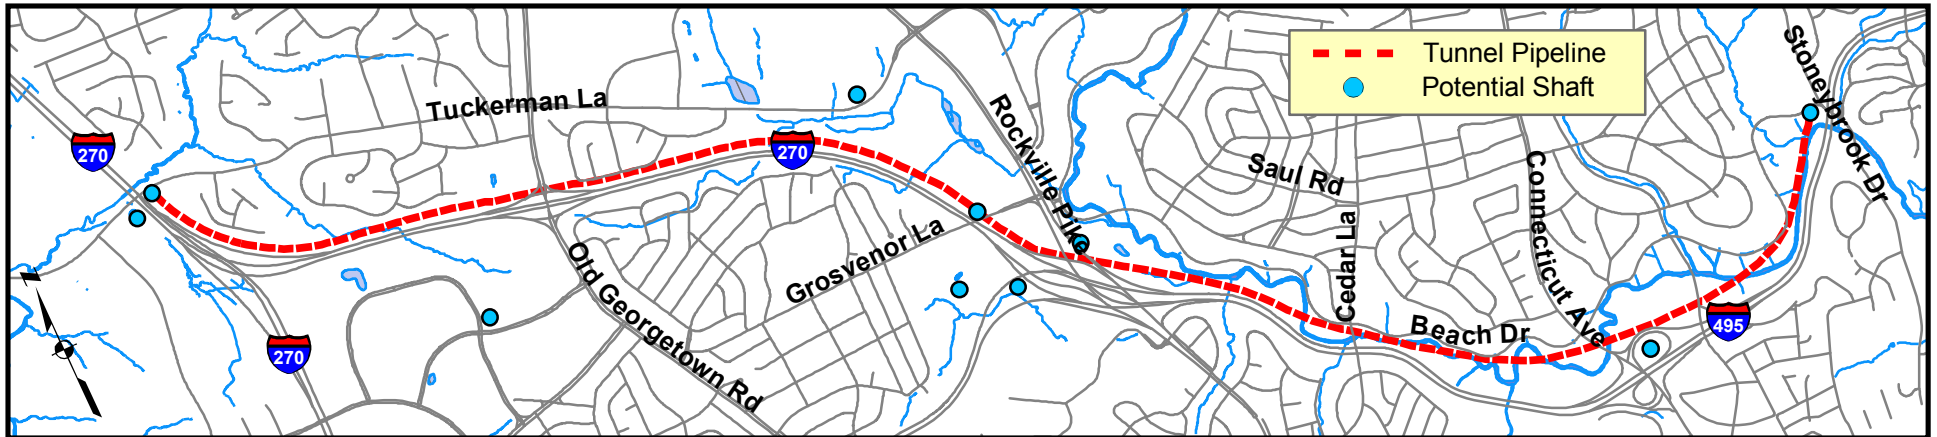 Tunnel Pipeline
Potential Shaft
Stoneybrook Dr
Tuckerman La
Rockville Pike
270
270
Saul Rd
Connecticut Ave
Grosvenor La
Cedar La
Old Georgetown Rd
Beach Dr
495
270